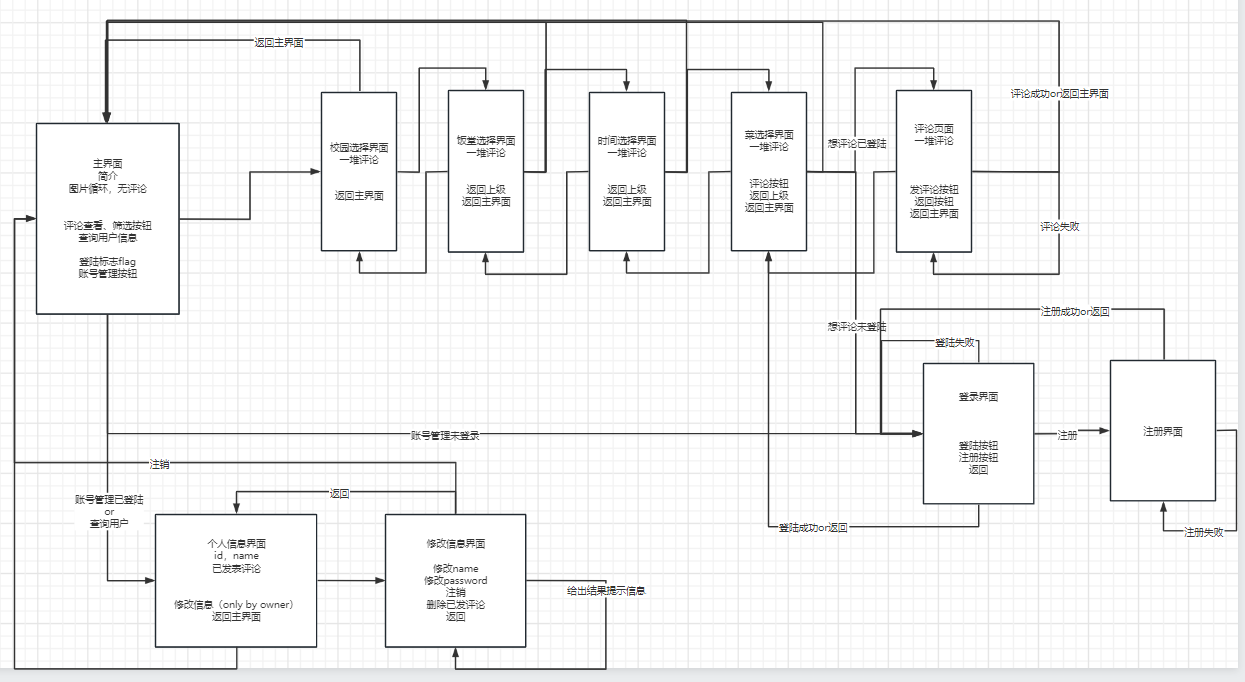 返回主界面
评论成功or返回主界面
主界面
简介
图片循环，无评论
评论查看、筛选按钮
查询用户信息
登陆标志flag
账号管理按钮
校园选择界面
一堆评论
返回主界面
饭堂选择界面
一堆评论
返回上级
返回主界面
时间选择界面
一堆评论
返回上级
返回主界面
菜选择界面
一堆评论
评论按钮
返回上级
返回主界面
想评论已登陆
评论页面
一堆评论
发评论按钮
返回按钮
返回主界面
评论失败
想评论未登陆
注册成功or返回
登陆失败
登录界面
登陆按钮
注册按钮
返回
注册
注册界面
注册失败
账号管理未登录
注销
返回
账号管理已登陆
or
查询用户
登陆成功or返回
个人信息界面
id，name
已发表评论
修改信息（only by owner）
返回主界面
修改信息界面
修改name
修改password
注销
删除已发评论
返回
给出结果提示信息